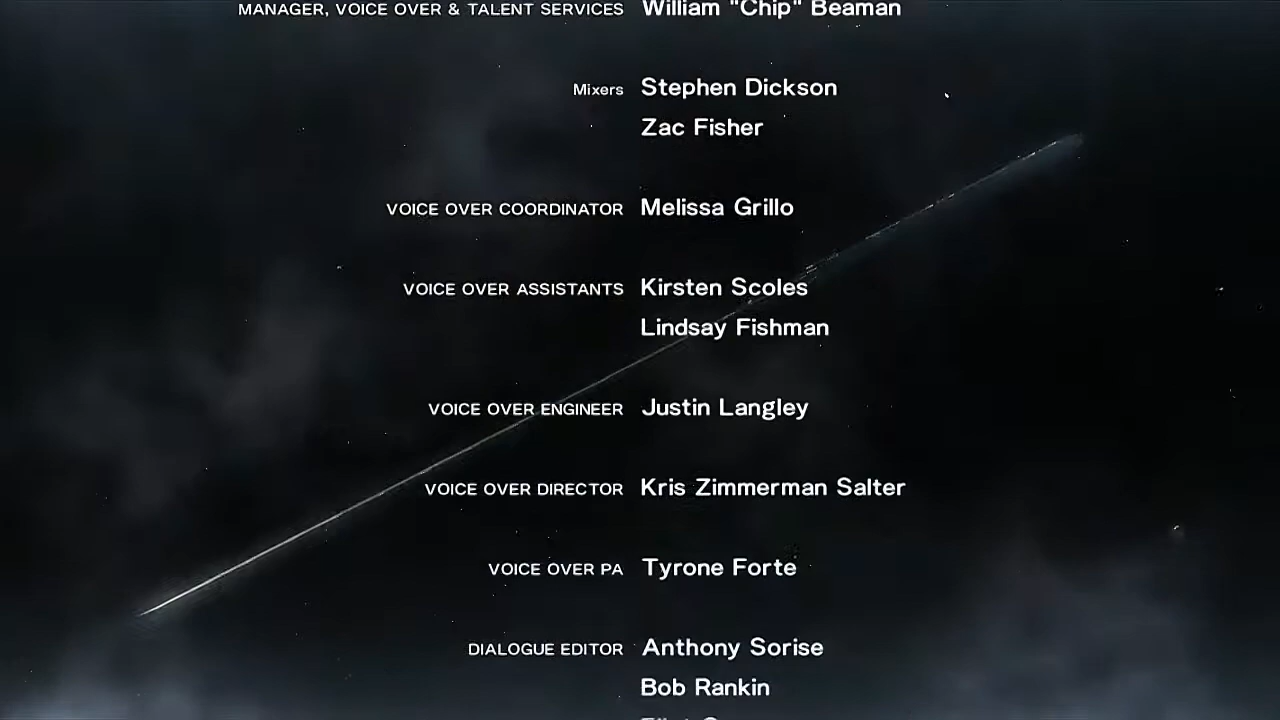 MANAGER, VOICE OVER & TALENT SERVICES William "Chip" Beaman
Mixers Stephen Dickson
Zac Fisher
VOICE OVER COORDINATOR Melissa Grillo
VOICE OVER ASSISTANTS Kirsten Scoles
Lindsay Fishman
VOICE OVER ENGINEER Justin Langley
VOICE OVER DIRECTOR Kris Zimmerman Salter
VOICE OVER PA Tyrone Forte
DIALOGUE EDITOR Anthony Sorise
Bob Rankin